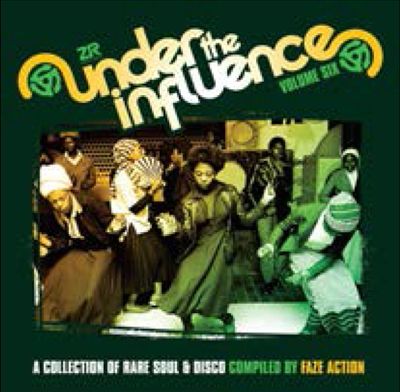 ZR
under
the
influence
VOLUME SIX
A COLLECTION OF RARE SOUL & DISCO COMPILED BY FAZE ACTION